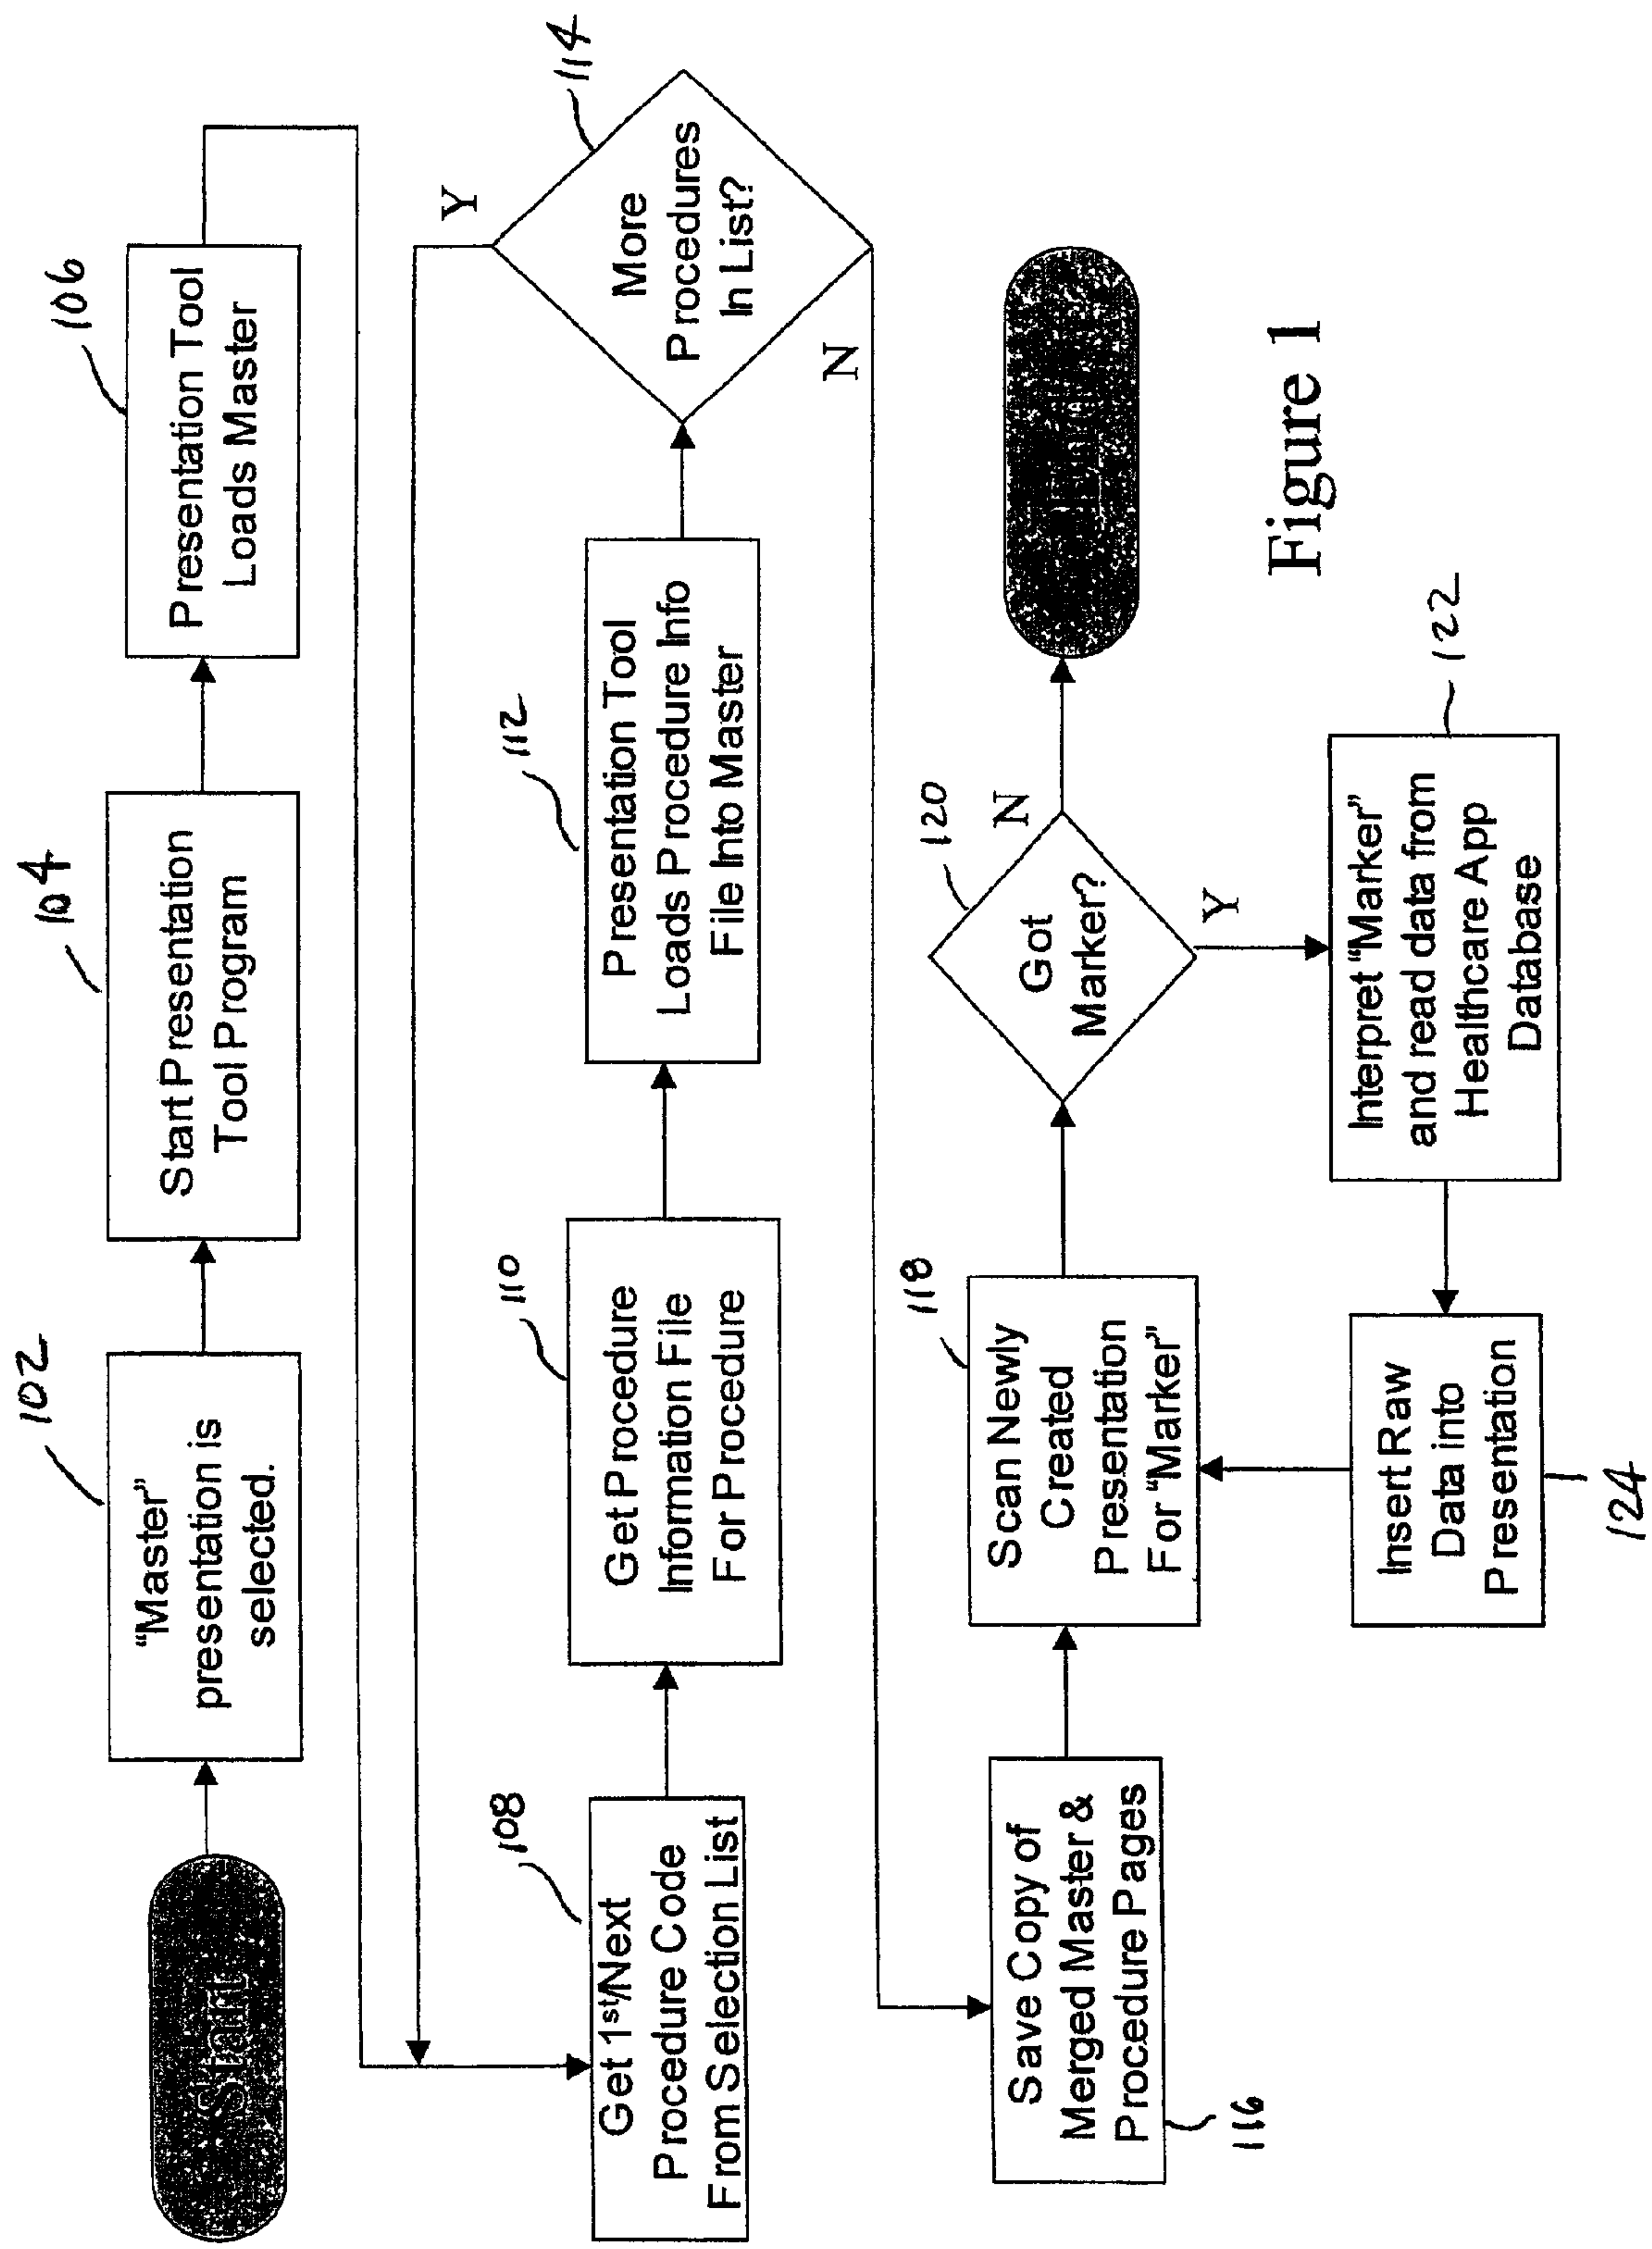 Start
102
“Master”
presentation is
selected.
104
Start Presentation
Tool Program
106
Presentation Tool
Loads Master
108
Get 1st/Next
Procedure Code
From Selection List
110
Get Procedure
Information File
For Procedure
112
Presentation Tool
Loads Procedure Info
File Into Master
114
More
Procedures
In List?
Y
N
116
Save Copy of
Merged Master &
Procedure Pages
118
Scan Newly
Created
Presentation
For “Marker”
120
Got
Marker?
N
Y
122
Interpret “Marker”
and read data from
Healthcare App
Database
124
Insert Raw
Data into
Presentation
Figure 1